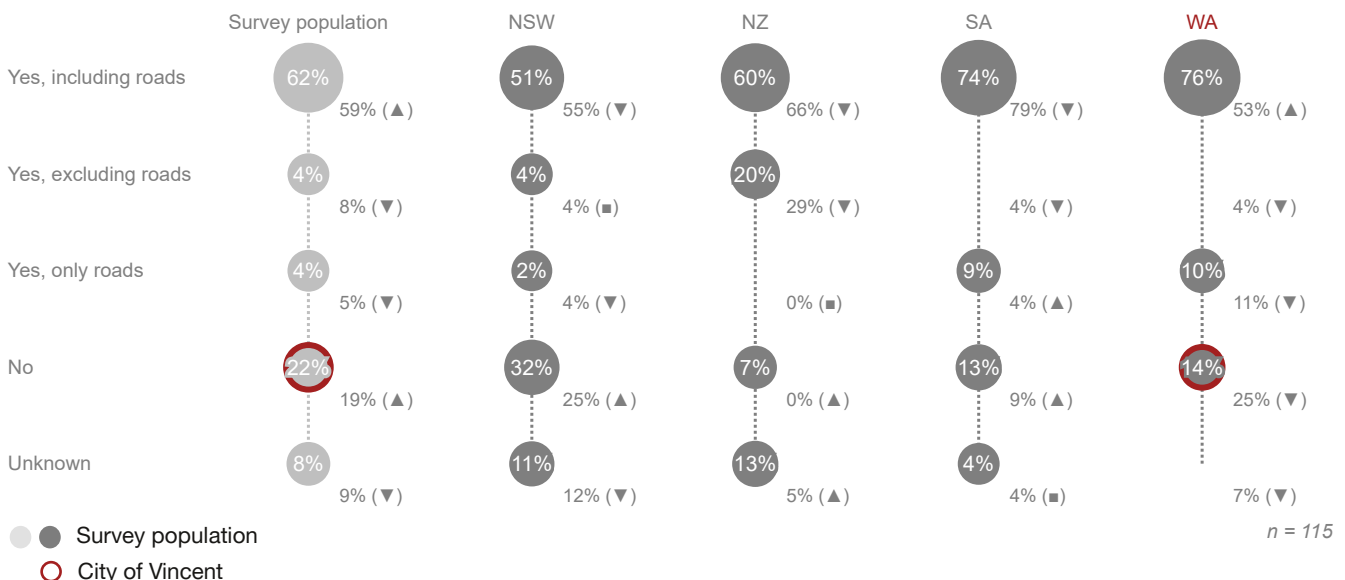 Survey population NSW NZ SA WA
Yes, including roads 62% 51% 60% 74% 76%
59% (▲) 55% (▼) 66% (▼) 79% (▼) 53% (▲)
Yes, excluding roads 4% 4% 20%
8% (▼) 4% (■) 29% (▼) 4% (▼) 4% (▼)
Yes, only roads 4% 2% 9% 10%
5% (▼) 4% (▼) 0% (■) 4% (▲) 11% (▼)
No 22% 32% 7% 13% 14%
19% (▲) 25% (▲) 0% (▲) 9% (▲) 25% (▼)
Unknown 8% 11% 13% 4%
9% (▼) 12% (▼) 5% (▲) 4% (■) 7% (▼)
Survey population
n = 115
City of Vincent